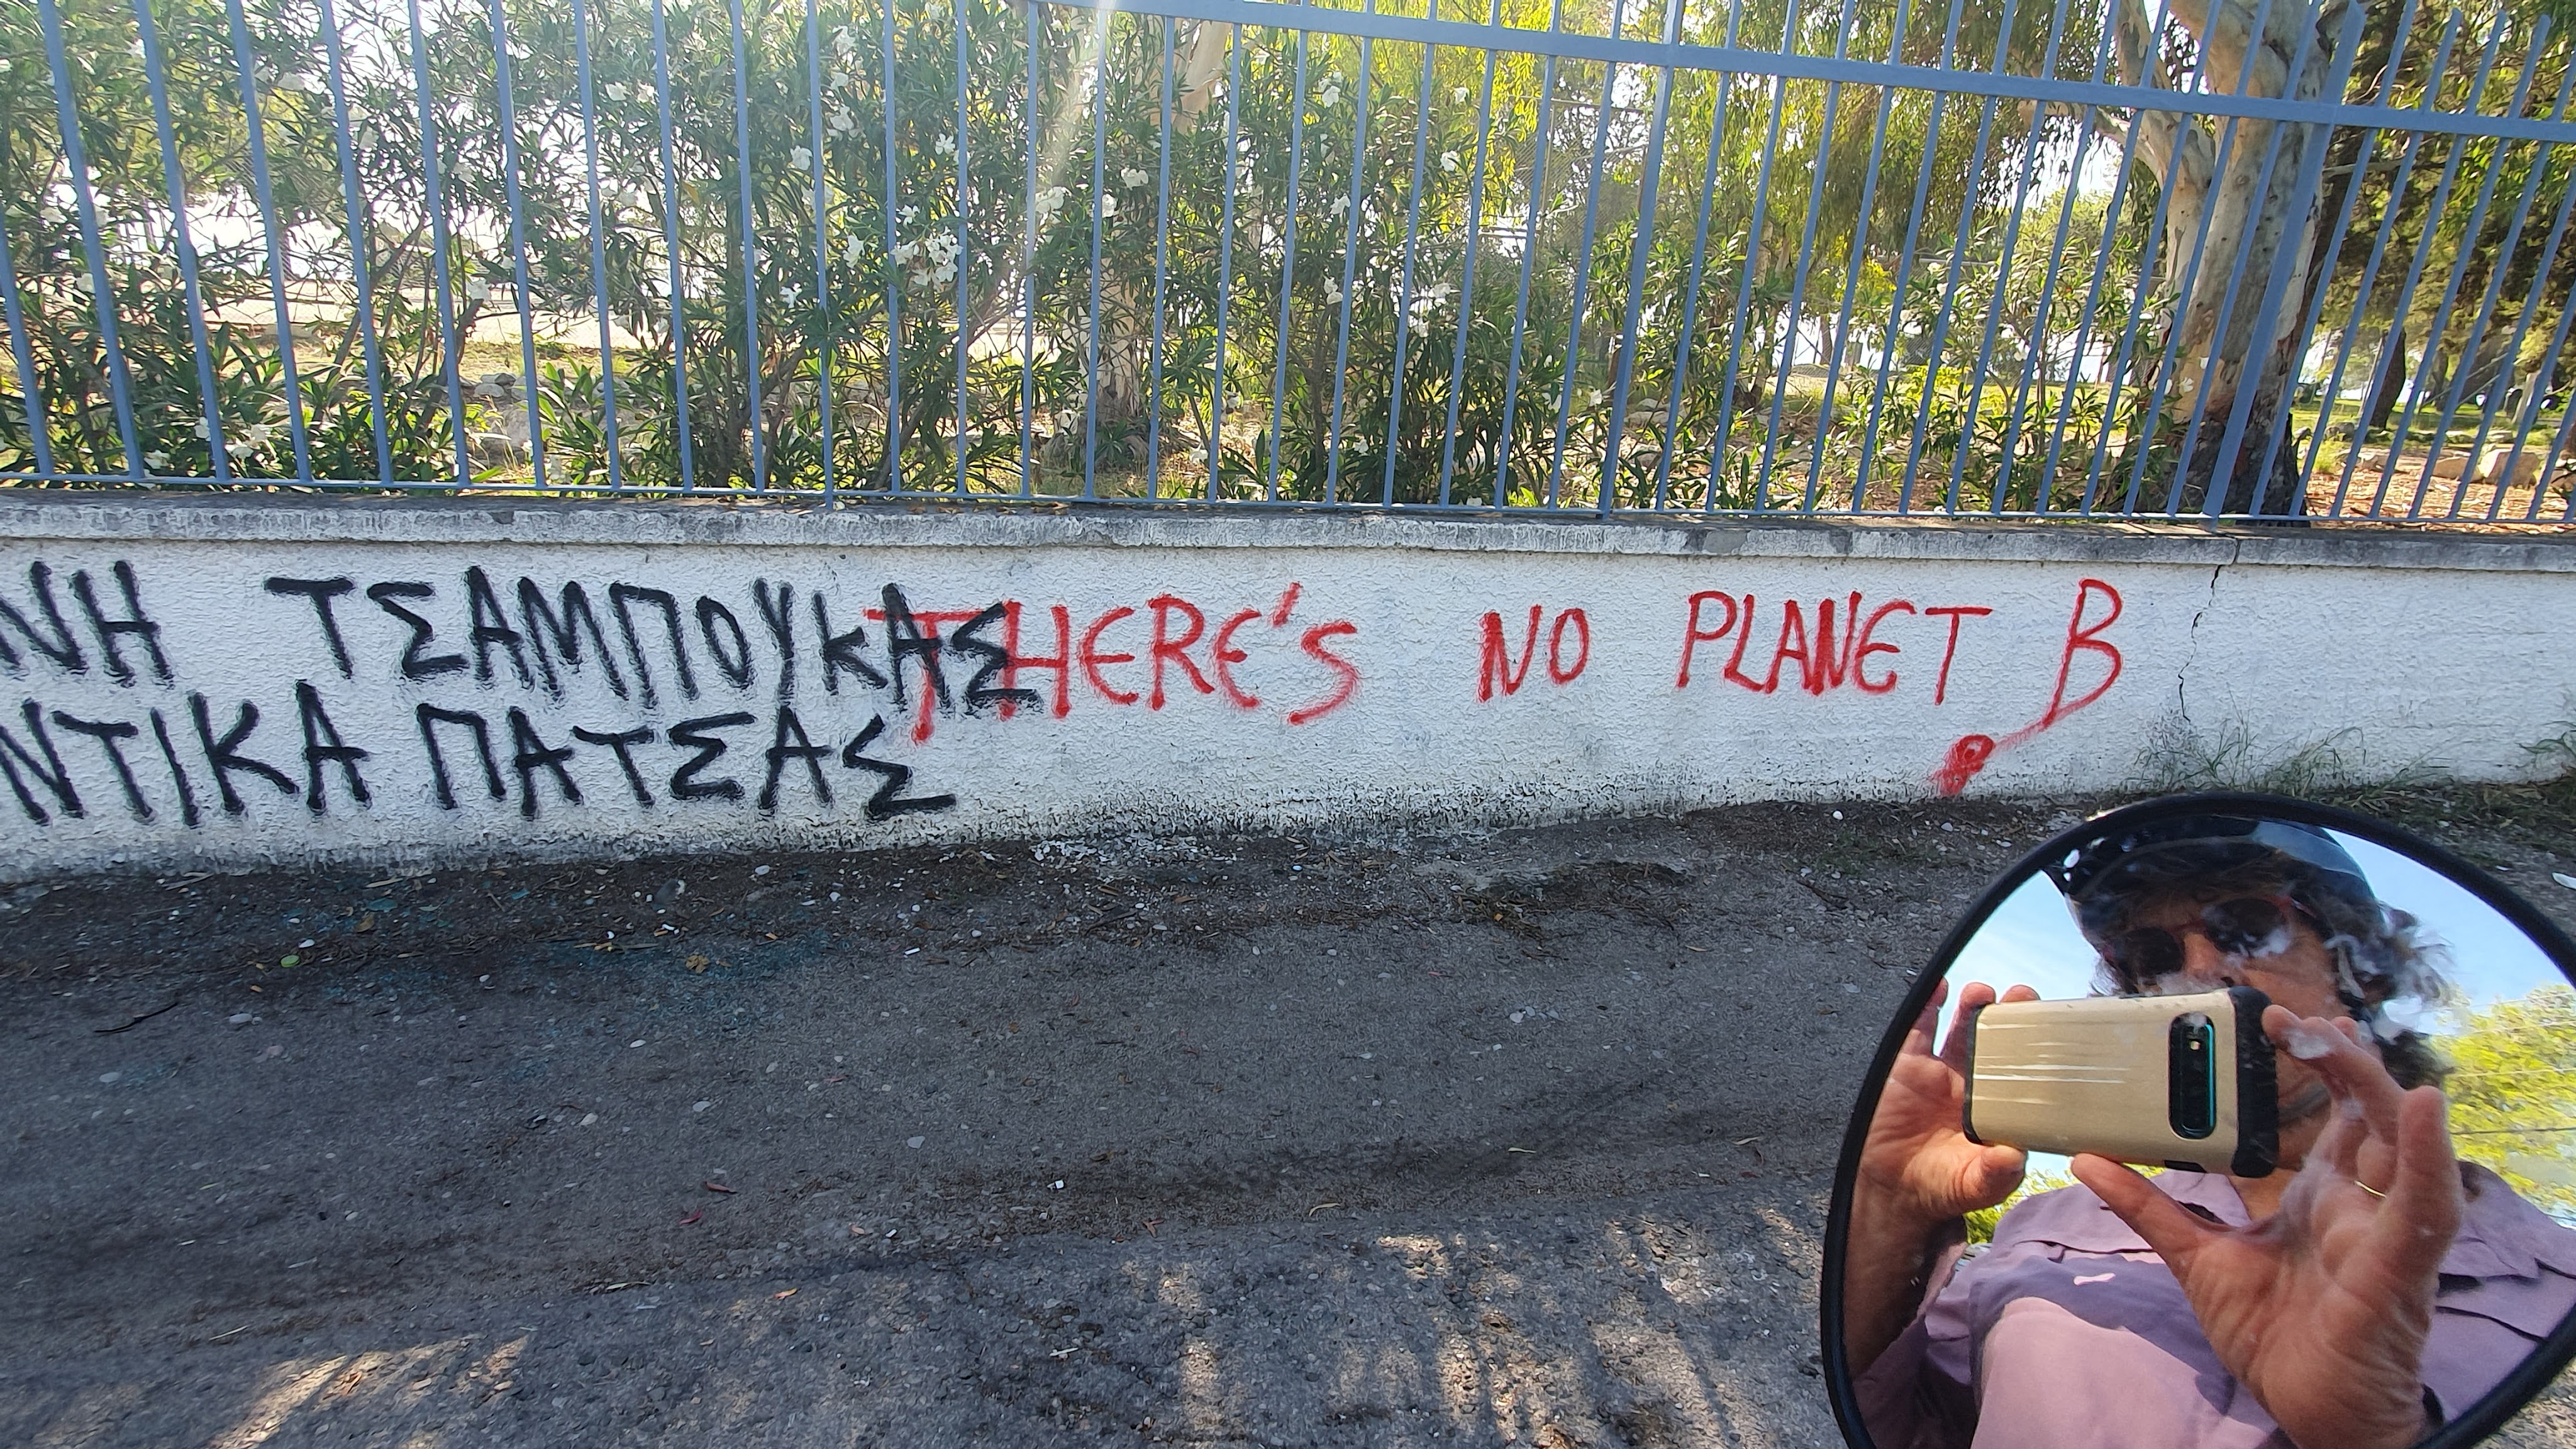 ΝΗ ΤΣΑΜΠΟΥΚΑΣ
ΝΤΙΚΑ ΠΑΤΣΑΣ
THERE'S NO PLANET B